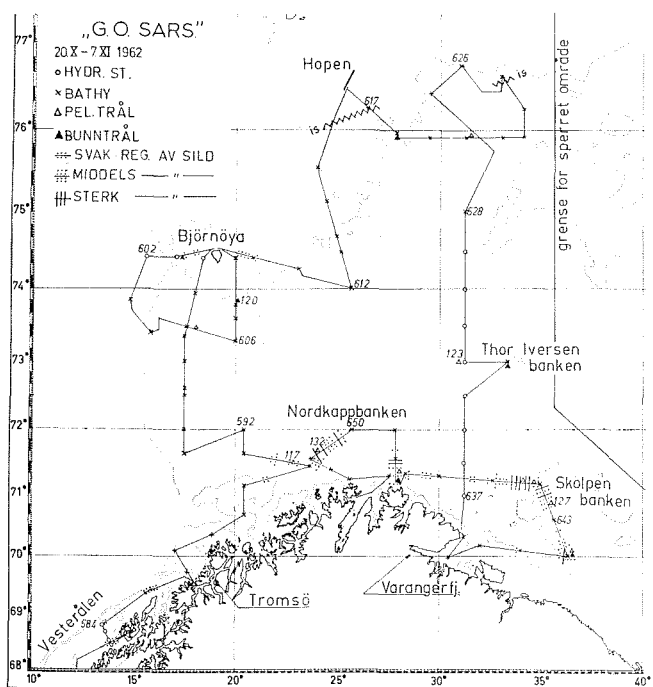 „G.O. SARS."
20.X – 7.XI 1962
HYDR. ST.
BATHY
PEL. TRÅL
BUNNTRÅL
SVAK REG. AV SILD
MIDDELS — " —
STERK — " —
77°
76°
75°
74°
73°
72°
71°
70°
69°
68°
Hopen
617
626
is
is
grense for sperret område
628
Björnöya
602
612
120
606
123
Thor Iversen
banken
Nordkappbanken
592
650
132
117
637
Skolpen
banken
127
643
Vesterålen
584
Tromsö
Varangerfj.
10°
15°
20°
25°
30°
35°
40°